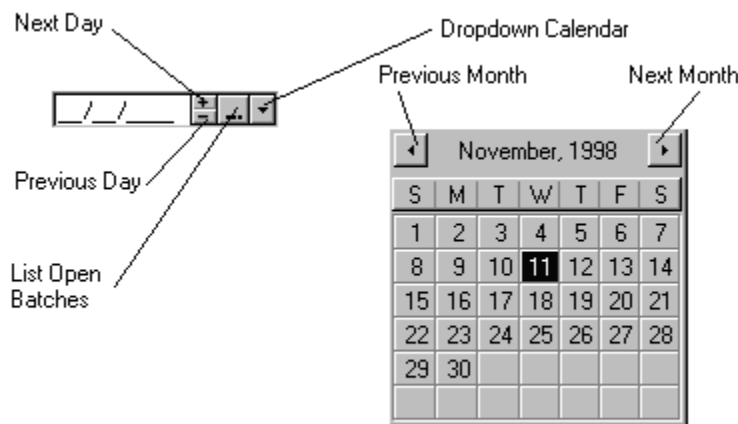 Next Day
Dropdown Calendar
Previous Month
Next Month
__/__/____
+
-
...
Previous Day
List Open
Batches
November, 1998
S M T W T F S
1 2 3 4 5 6 7
8 9 10 11 12 13 14
15 16 17 18 19 20 21
22 23 24 25 26 27 28
29 30